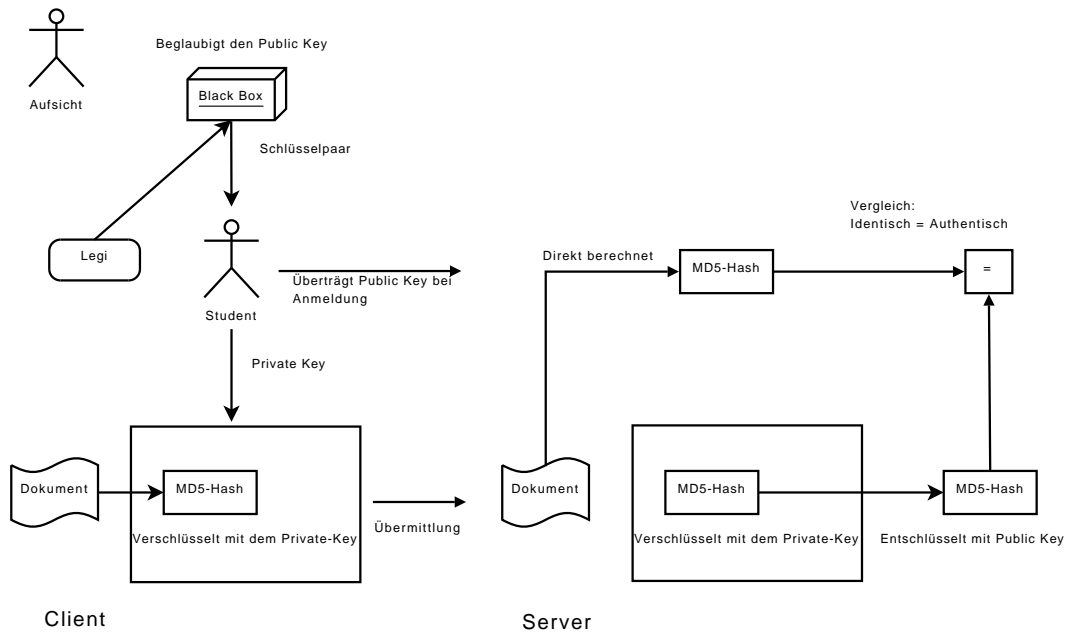 Beglaubigt den Public Key
Black Box
Aufsicht
Schlüsselpaar
Legi
Student
Überträgt Public Key bei
Anmeldung
Private Key
Dokument
MD5-Hash
Verschlüsselt mit dem Private-Key
Übermittlung
Client
Vergleich:
Identisch = Authentisch
Direkt berechnet
MD5-Hash
=
Dokument
MD5-Hash
MD5-Hash
Verschlüsselt mit dem Private-Key
Entschlüsselt mit Public Key
Server